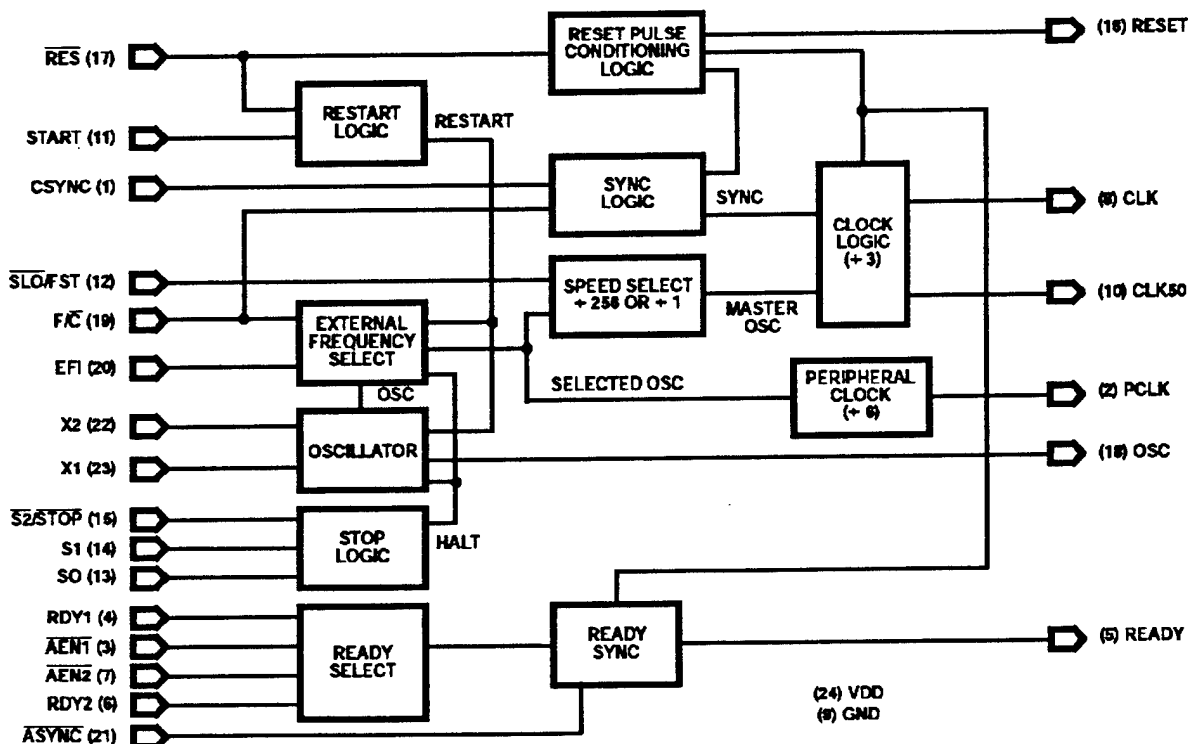 RES (17)
START (11)
CSYNC (1)
SLO/FST (12)
F/C (19)
EFI (20)
X2 (22)
X1 (23)
S2/STOP (15)
S1 (14)
SO (13)
RDY1 (4)
AEN1 (3)
AEN2 (7)
RDY2 (6)
ASYNC (21)
RESTART
LOGIC
RESTART
RESET PULSE
CONDITIONING
LOGIC
SYNC
LOGIC
SYNC
SPEED SELECT
÷ 256 OR ÷ 1
MASTER
OSC
CLOCK
LOGIC
(÷ 3)
EXTERNAL
FREQUENCY
SELECT
OSC
SELECTED OSC
PERIPHERAL
CLOCK
(÷ 6)
OSCILLATOR
STOP
LOGIC
HALT
READY
SELECT
READY
SYNC
(16) RESET
(8) CLK
(10) CLK50
(2) PCLK
(18) OSC
(5) READY
(24) VDD
(9) GND